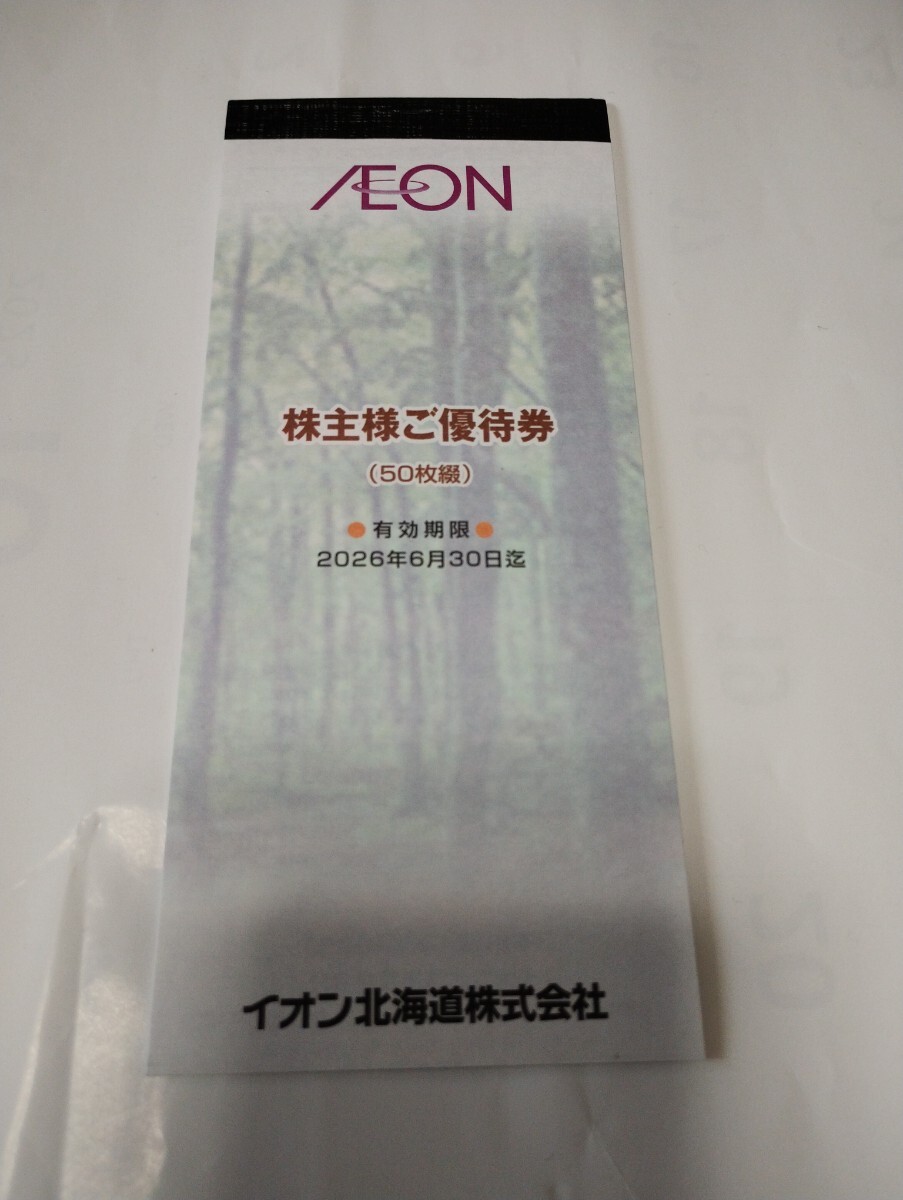 ÆON
株主様ご優待券
（50枚綴）
●有効期限●
2026年6月30日迄
イオン北海道株式会社